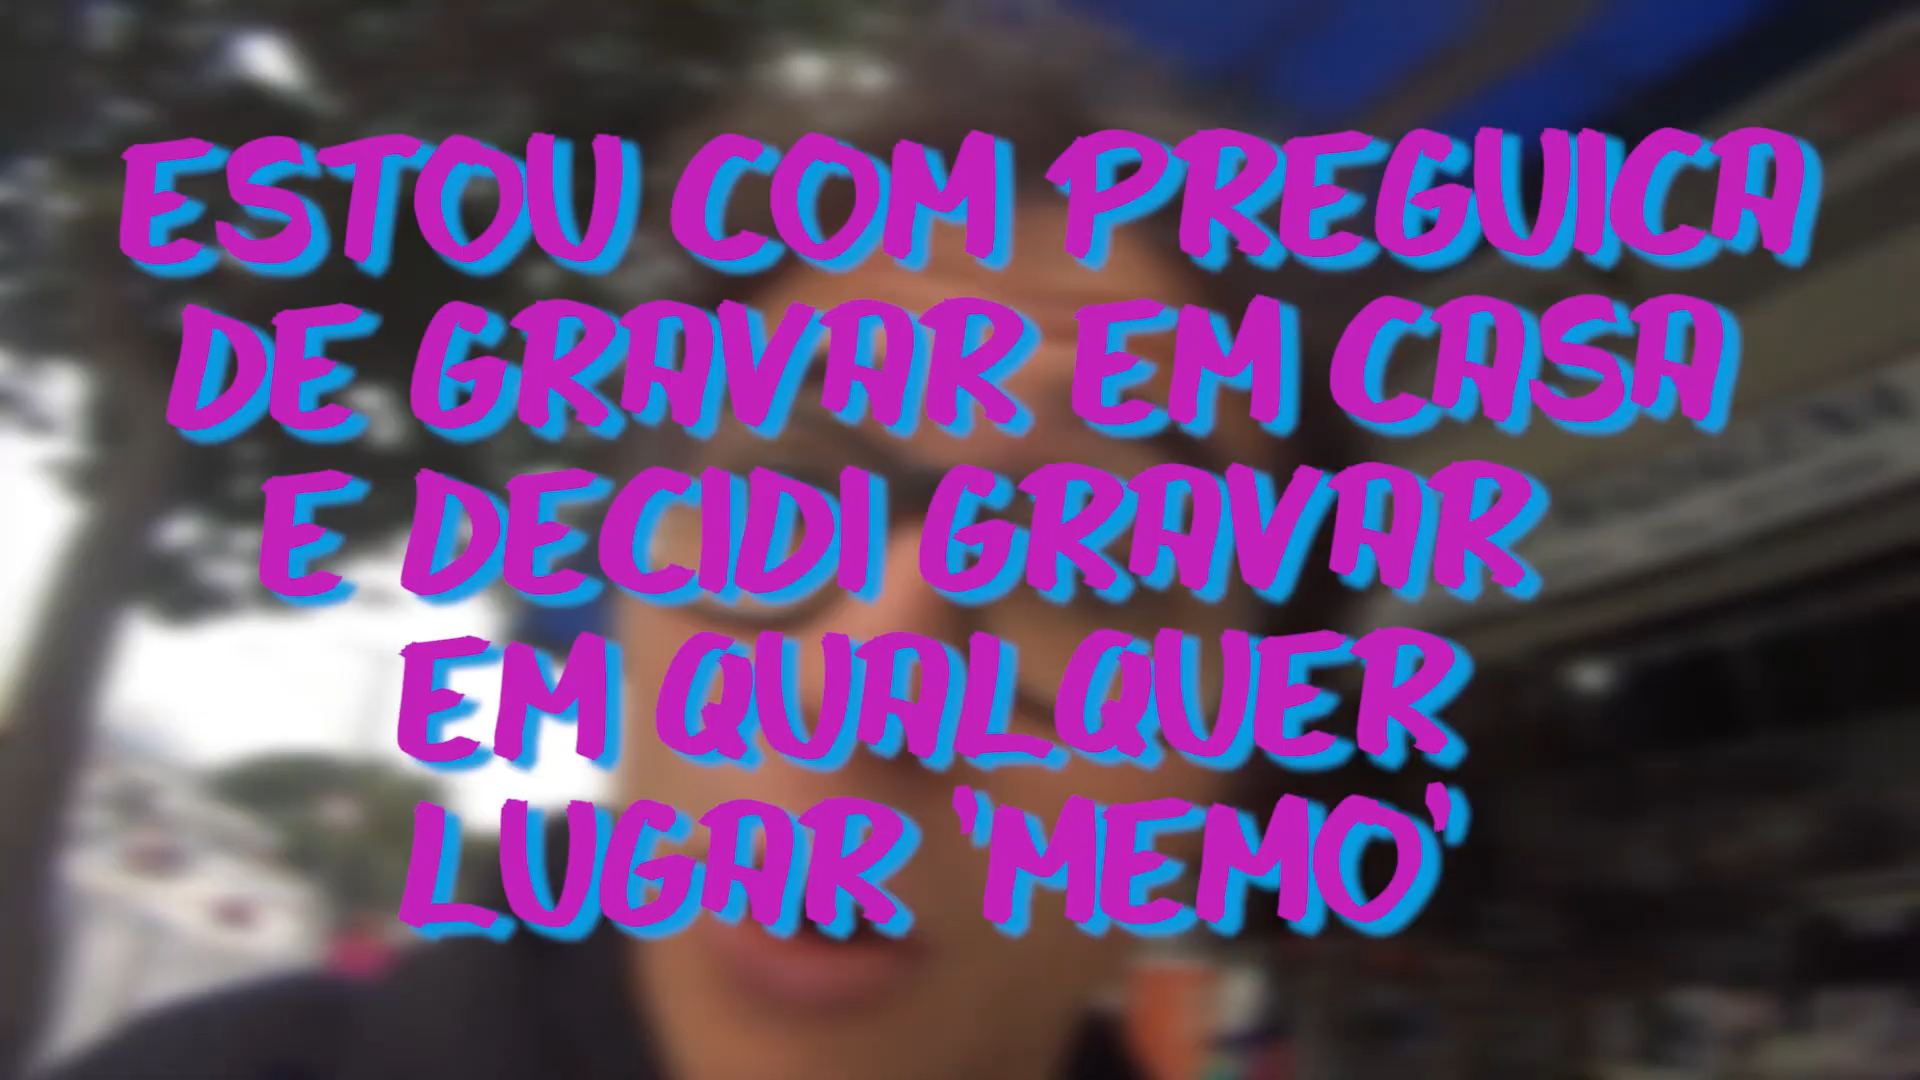 ESTOU COM PREGUICA
DE GRAVAR EM CASA
E DECIDI GRAVAR
EM QUALQUER
LUGAR 'MEMO'